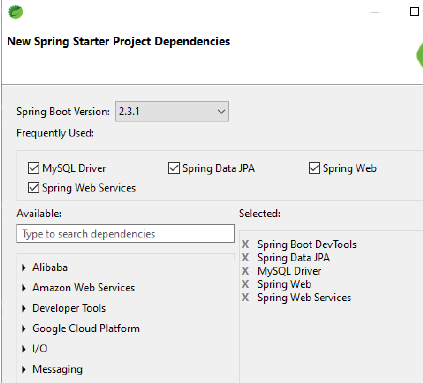 New Spring Starter Project Dependencies
Spring Boot Version: 2.3.1
Frequently Used:
MySQL Driver Spring Data JPA Spring Web
Spring Web Services
Available: Selected:
Type to search dependencies
Alibaba
Amazon Web Services
Developer Tools
Google Cloud Platform
I/O
Messaging
X Spring Boot DevTools
X Spring Data JPA
X MySQL Driver
X Spring Web
X Spring Web Services